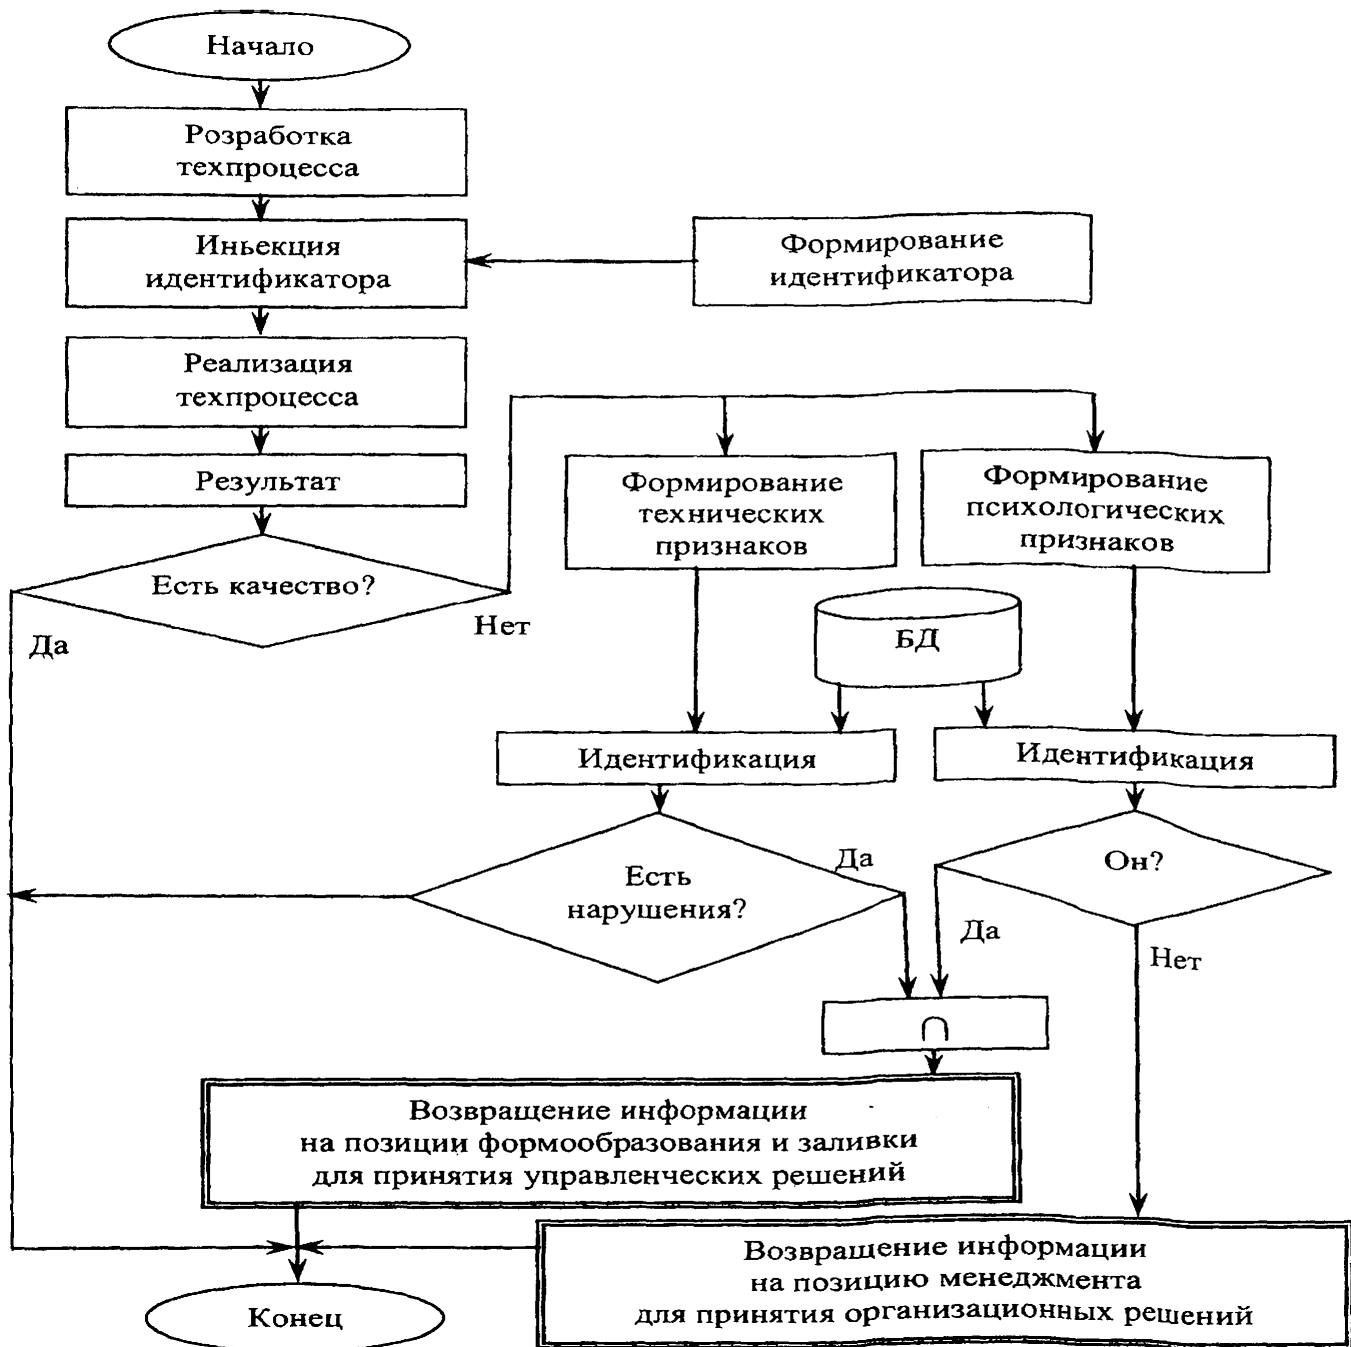 Начало
Розработка
техпроцесса
Иньекция
идентификатора
Формирование
идентификатора
Реализация
техпроцесса
Результат
Формирование
технических
признаков
Формирование
психологических
признаков
Есть качество?
Да
Нет
БД
Идентификация
Идентификация
Есть
нарушения?
Да
Он?
Да
Нет
∩
Возвращение информации
на позиции формообразования и заливки
для принятия управленческих решений
Возвращение информации
на позицию менеджмента
для принятия организационных решений
Конец